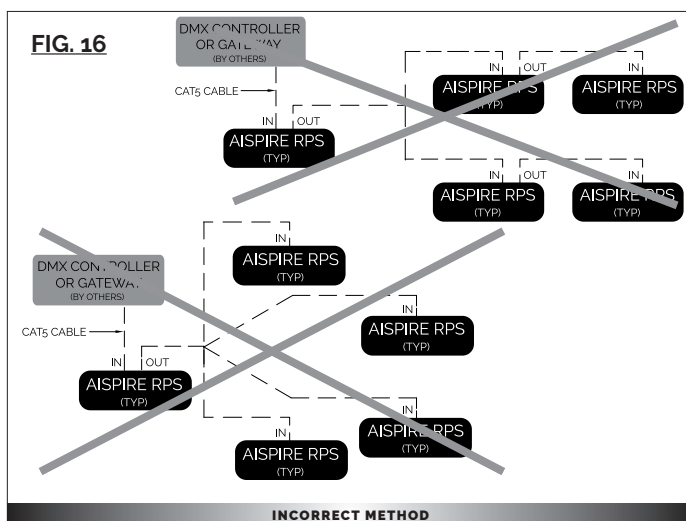 FIG. 16
DMX CONTROLLER
OR GATEWAY
(BY OTHERS)
CAT5 CABLE
IN
OUT
AISPIRE RPS
(TYP)
IN
OUT
AISPIRE RPS
(TYP)
IN
AISPIRE RPS
(TYP)
IN
OUT
AISPIRE RPS
(TYP)
IN
AISPIRE RPS
(TYP)
DMX CONTROLLER
OR GATEWAY
(BY OTHERS)
CAT5 CABLE
IN
OUT
AISPIRE RPS
(TYP)
IN
AISPIRE RPS
(TYP)
IN
AISPIRE RPS
(TYP)
IN
AISPIRE RPS
(TYP)
IN
AISPIRE RPS
(TYP)
INCORRECT METHOD